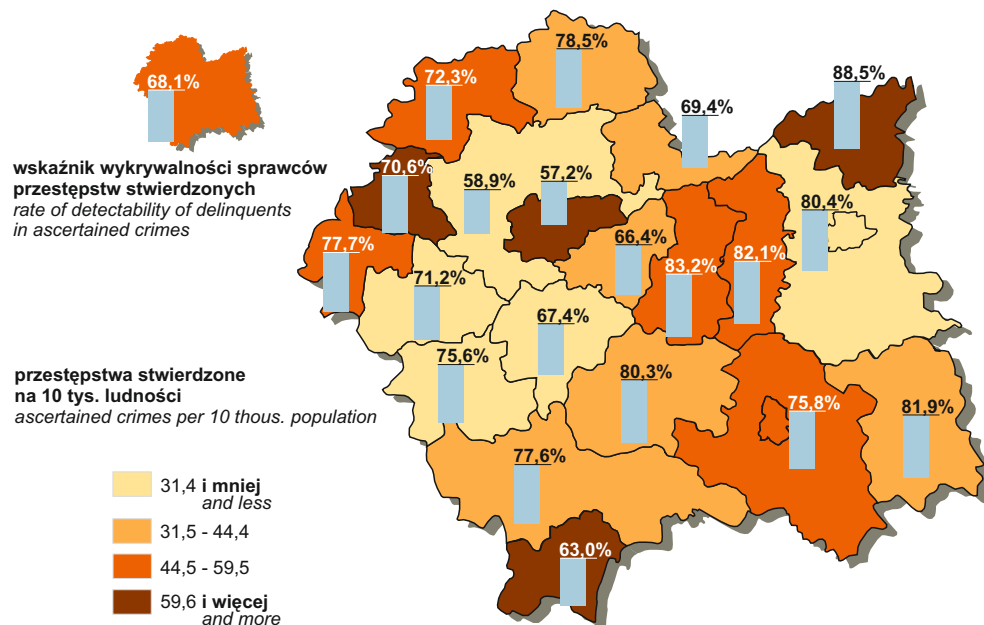 68,1%
wskaźnik wykrywalności sprawców
przestępstw stwierdzonych
rate of detectability of delinquents
in ascertained crimes
przestępstwa stwierdzone
na 10 tys. ludności
ascertained crimes per 10 thous. population
31,4 i mniej
and less
31,5 - 44,4
44,5 - 59,5
59,6 i więcej
and more
78,5%
72,3%
88,5%
69,4%
70,6%
58,9%
57,2%
80,4%
77,7%
66,4%
83,2%
82,1%
71,2%
67,4%
75,6%
80,3%
75,8%
81,9%
77,6%
63,0%